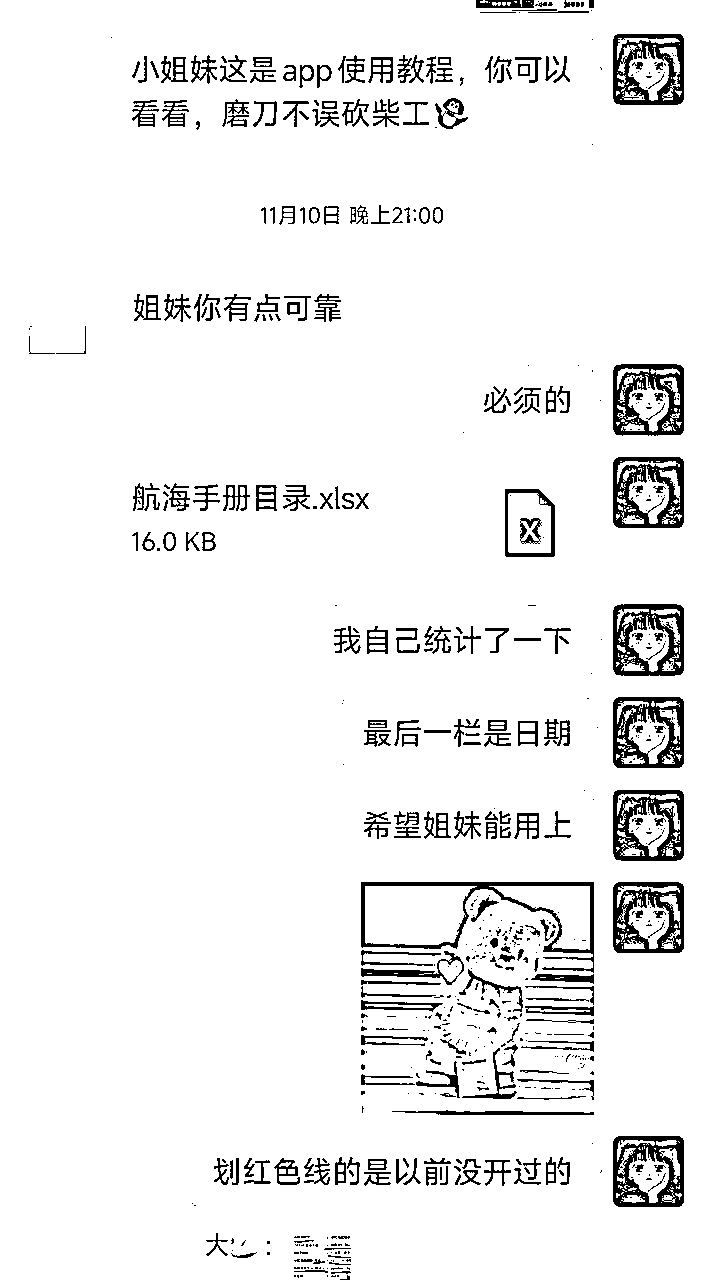 小姐妹这是app使用教程，你可以
看看，磨刀不误砍柴工
11月10日 晚上21:00
姐妹你有点可靠
必须的
航海手册目录.xlsx
16.0 KB
我自己统计了一下
最后一栏是日期
希望姐妹能用上
划红色线的是以前没开过的
大